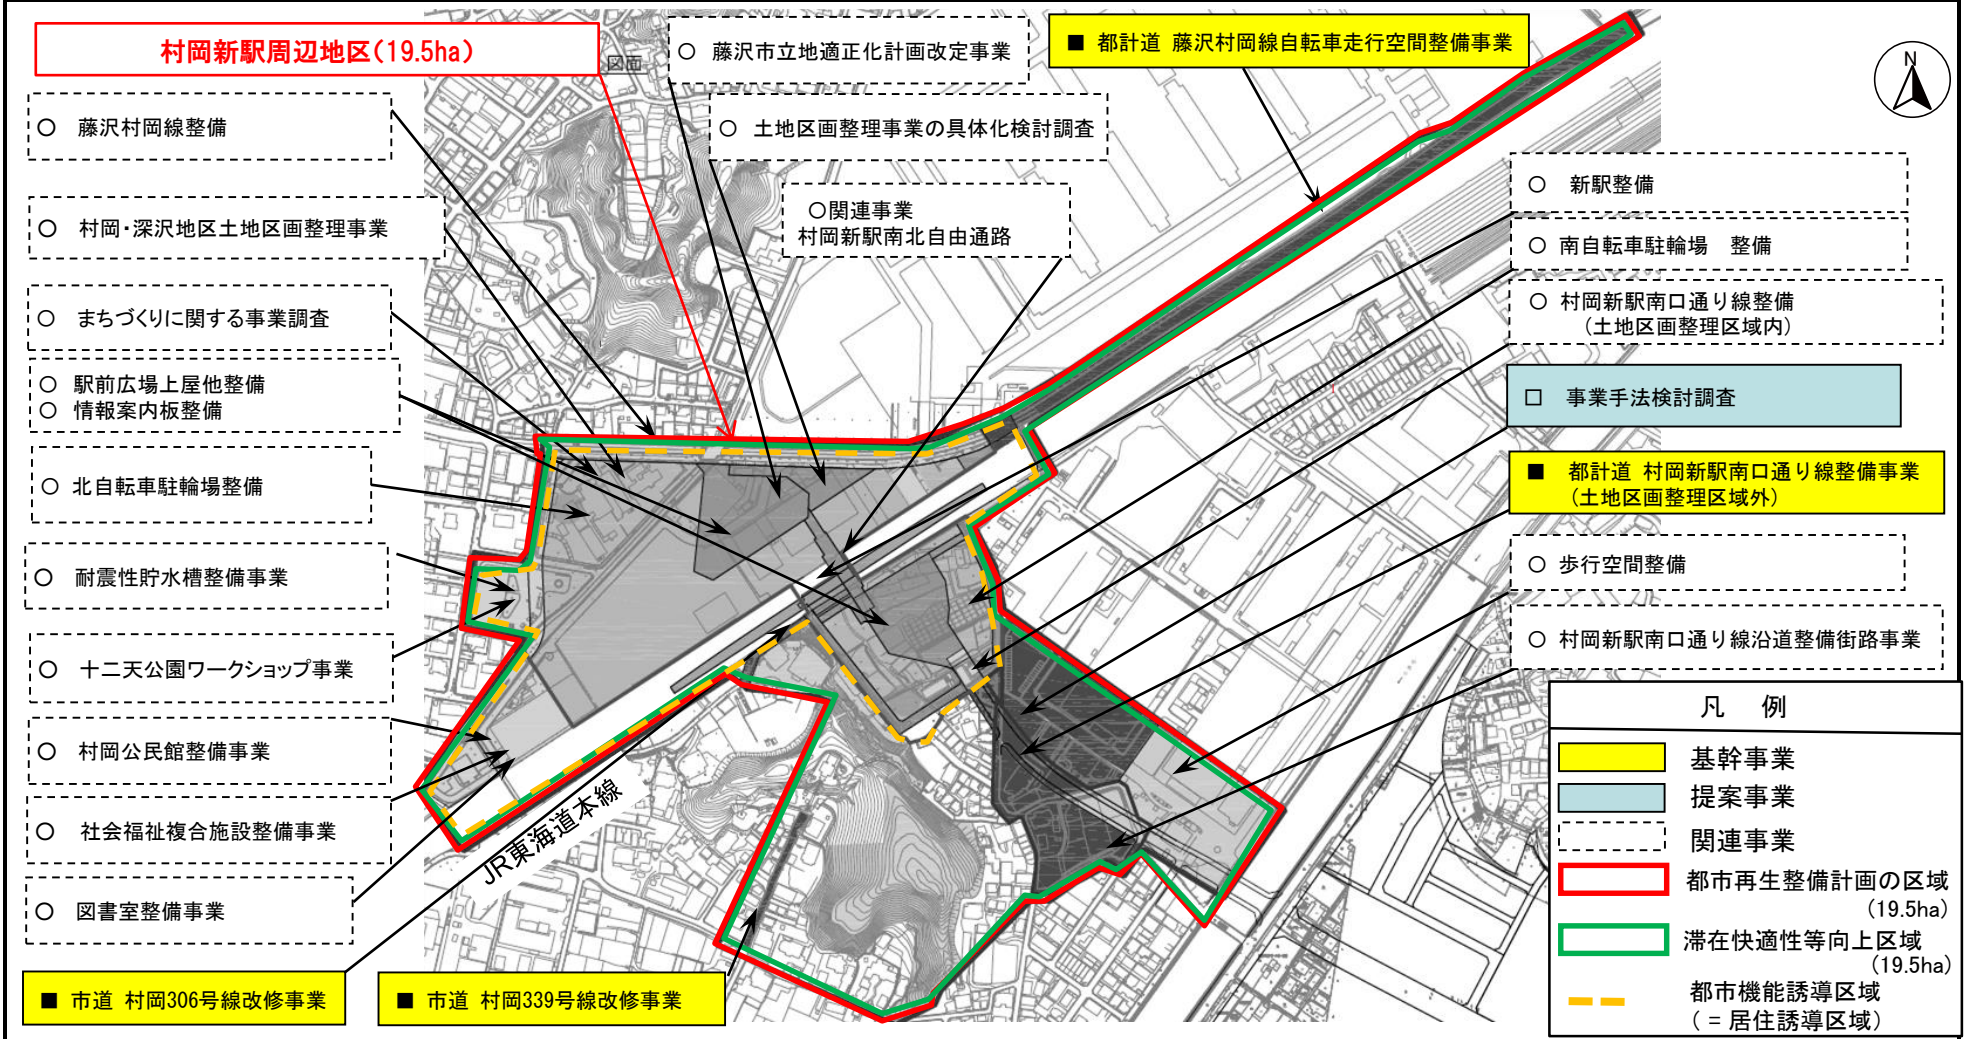 村岡新駅周辺地区(19.5ha)
図面
○ 藤沢市立地適正化計画改定事業
■ 都計道 藤沢村岡線自転車走行空間整備事業
N
○ 藤沢村岡線整備
○ 土地区画整理事業の具体化検討調査
○ 村岡・深沢地区土地区画整理事業
○関連事業
村岡新駅南北自由通路
○ 新駅整備
○ 南自転車駐輪場 整備
○ まちづくりに関する事業調査
○ 村岡新駅南口通り線整備
(土地区画整理区域内)
○ 駅前広場上屋他整備
○ 情報案内板整備
□ 事業手法検討調査
○ 北自転車駐輪場整備
■ 都計道 村岡新駅南口通り線整備事業
(土地区画整理区域外)
○ 耐震性貯水槽整備事業
○ 歩行空間整備
○ 十二天公園ワークショップ事業
○ 村岡新駅南口通り線沿道整備街路事業
○ 村岡公民館整備事業
○ 社会福祉複合施設整備事業
○ 図書室整備事業
JR東海道本線
■ 市道 村岡306号線改修事業
■ 市道 村岡339号線改修事業
凡 例
基幹事業
提案事業
関連事業
都市再生整備計画の区域
(19.5ha)
滞在快適性等向上区域
(19.5ha)
都市機能誘導区域
(=居住誘導区域)